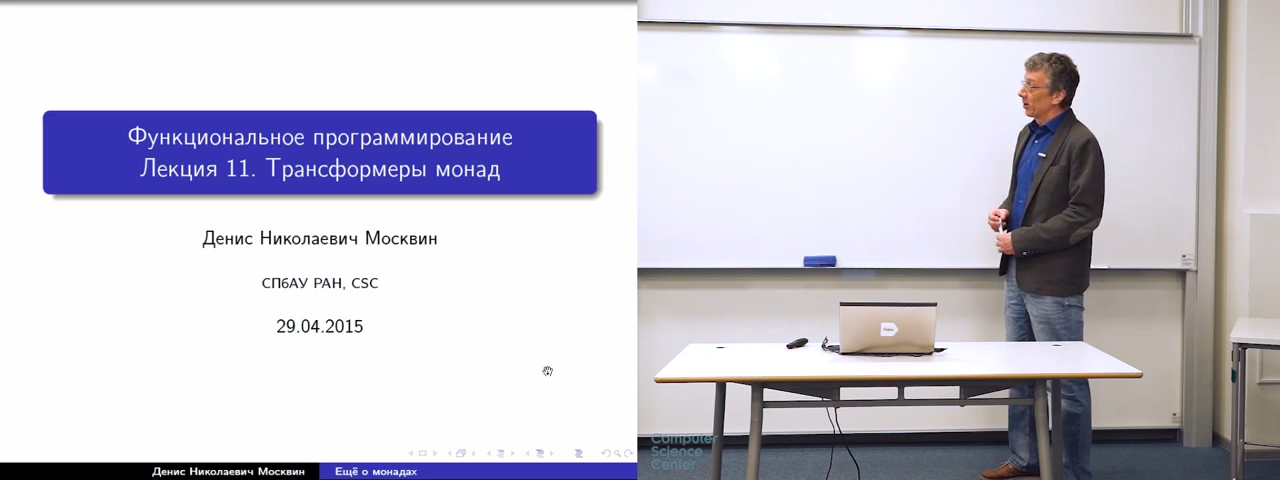 Функциональное программирование
Лекция 11. Трансформеры монад
Денис Николаевич Москвин
СПбАУ РАН, CSC
29.04.2015
Денис Николаевич Москвин
Ещё о монадах
Computer
Science
Center